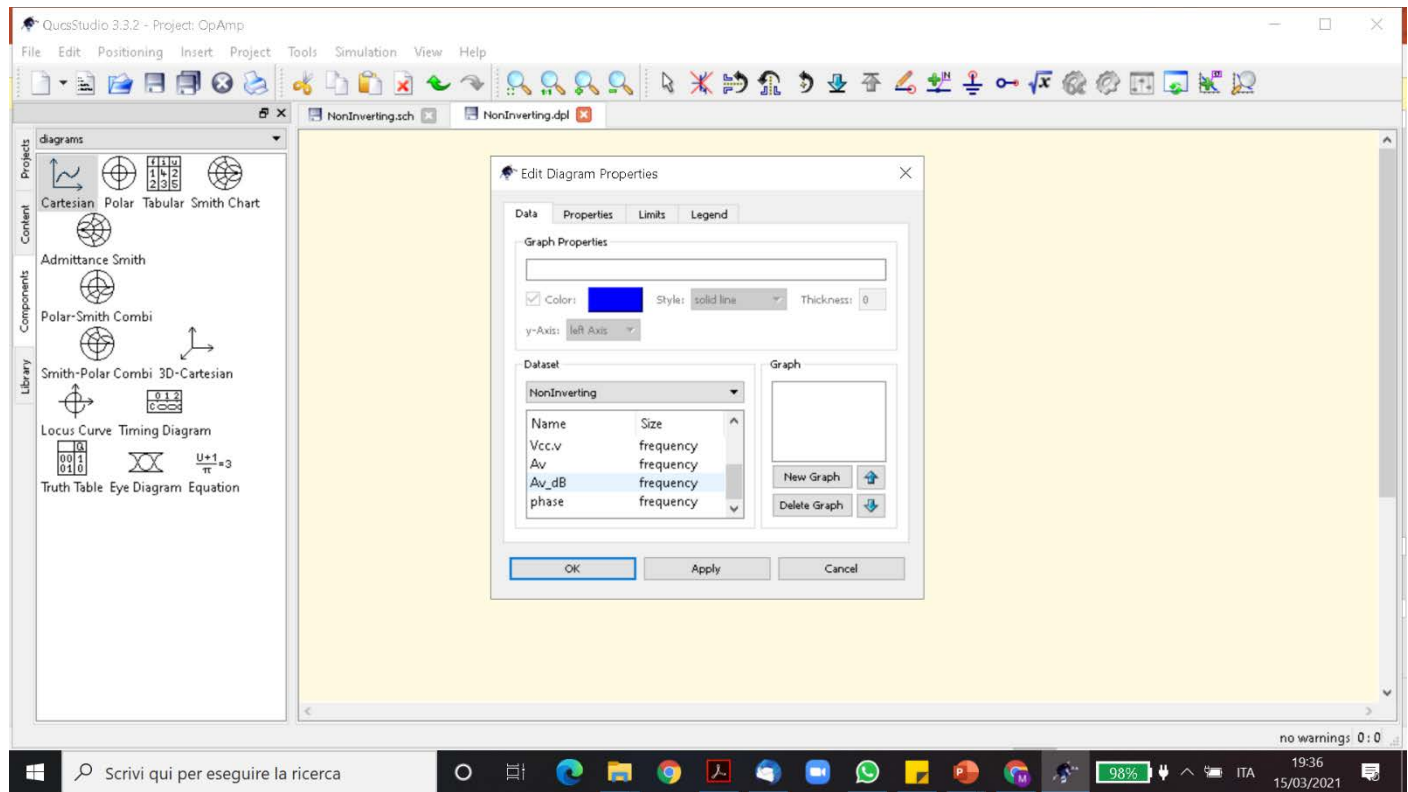 QucsStudio 3.3.2 - Project: OpAmp
File Edit Positioning Insert Project Tools Simulation View Help
NonInverting.sch NonInverting.dpl
Projects
Content
Components
Library
diagrams
Cartesian Polar Tabular Smith Chart
Admittance Smith
Polar-Smith Combi
Smith-Polar Combi 3D-Cartesian
Locus Curve Timing Diagram
Truth Table Eye Diagram Equation
Edit Diagram Properties
Data Properties Limits Legend
Graph Properties
Color: Style: solid line Thickness: 0
y-Axis: left Axis
Dataset Graph
NonInverting
Name Size
Vcc.v frequency
Av frequency
Av_dB frequency
phase frequency
New Graph
Delete Graph
OK Apply Cancel
no warnings 0 : 0
Scrivi qui per eseguire la ricerca
98% ITA
19:36
15/03/2021